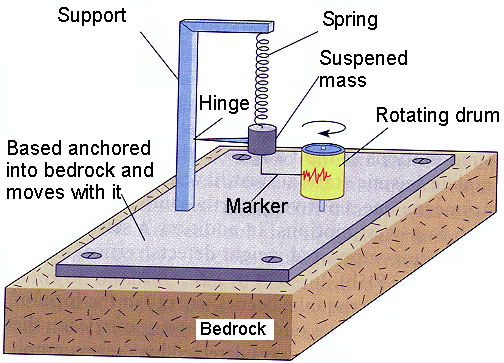 Support
Spring
Suspened
mass
Hinge
Rotating drum
Based anchored
into bedrock and
moves with it
Marker
Bedrock